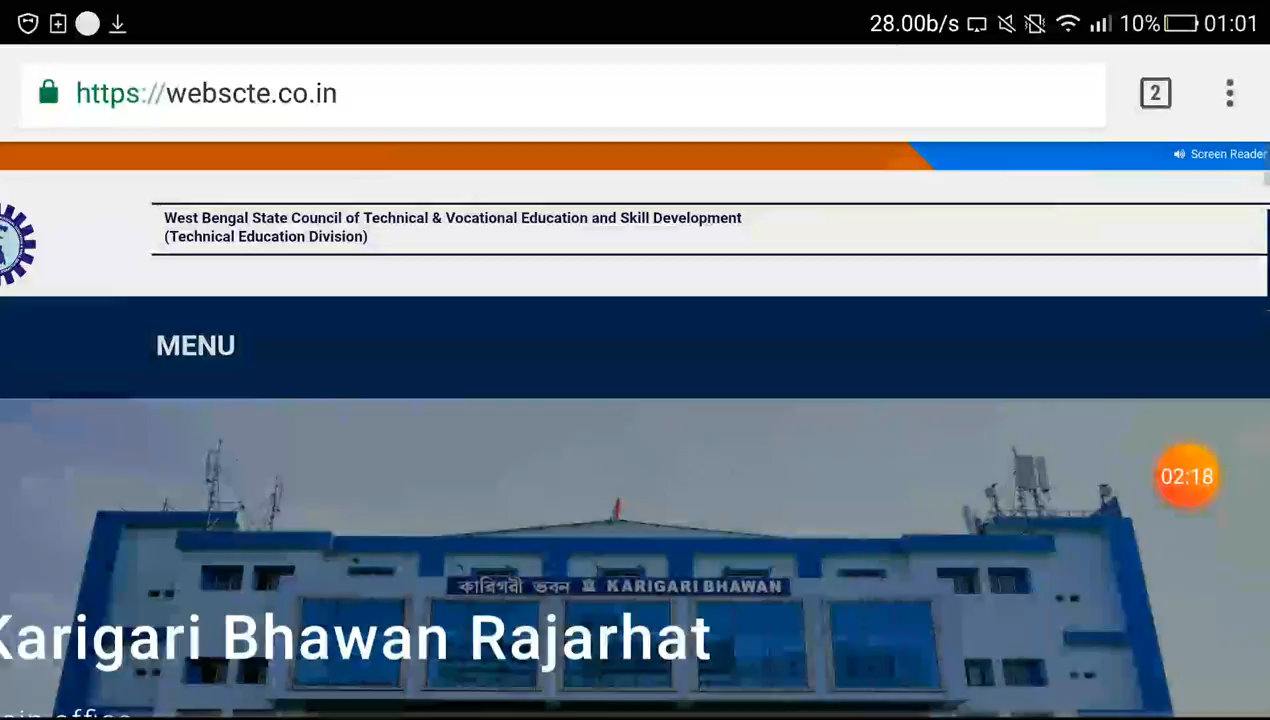 28.00b/s 10% 01:01
https://webscte.co.in
2
Screen Reader
West Bengal State Council of Technical & Vocational Education and Skill Development
(Technical Education Division)
MENU
02:18
কারিগরী ভবন KARIGARI BHAWAN
Karigari Bhawan Rajarhat